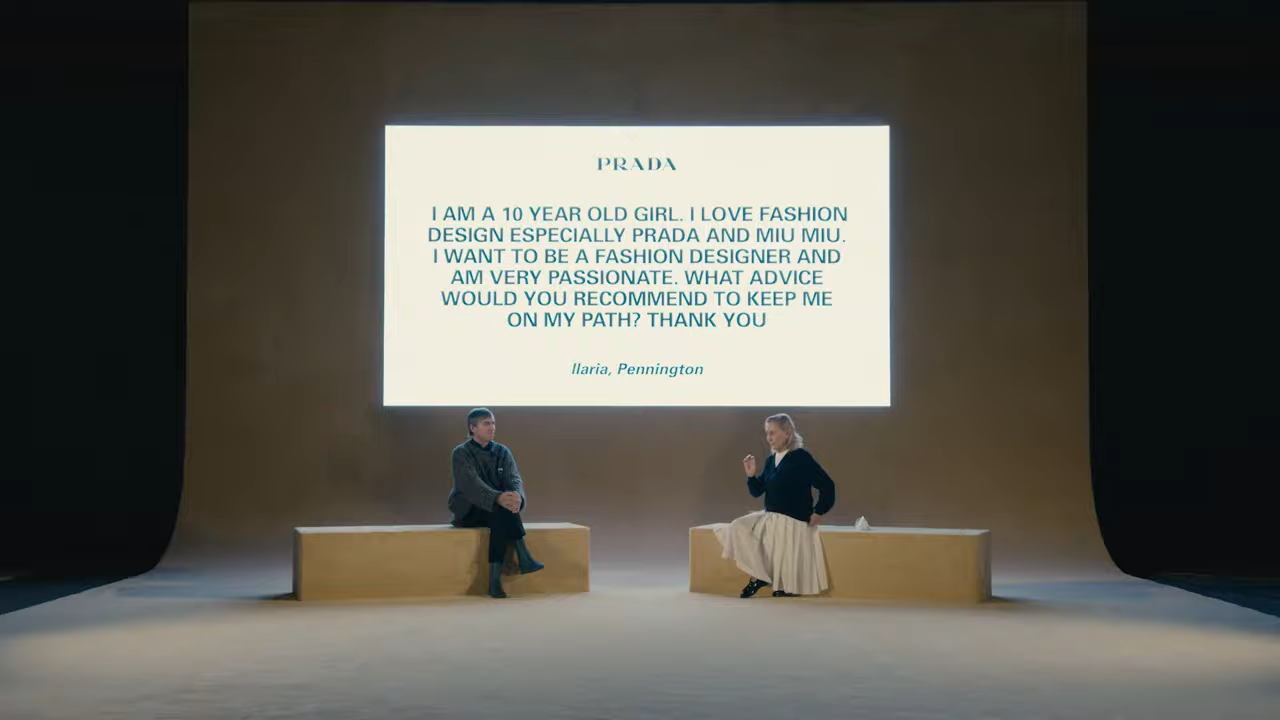 PRADA
I AM A 10 YEAR OLD GIRL. I LOVE FASHION
DESIGN ESPECIALLY PRADA AND MIU MIU.
I WANT TO BE A FASHION DESIGNER AND
AM VERY PASSIONATE. WHAT ADVICE
WOULD YOU RECOMMEND TO KEEP ME
ON MY PATH? THANK YOU
Ilaria, Pennington